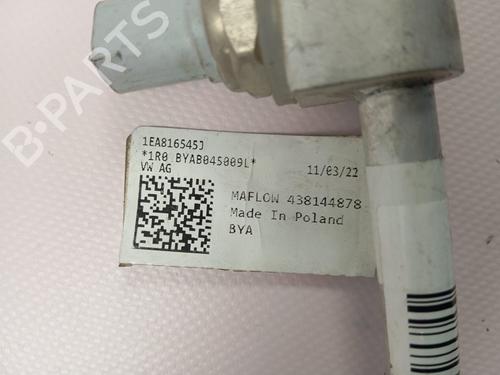 B-PARTS
1EA816545J
*1R0 BYAB045009L*
VW AG
11/03/22
MAFLOW 438144878
Made In Poland
BYA